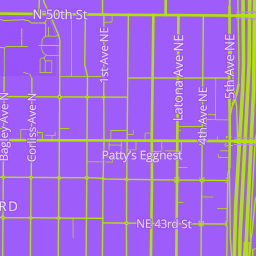 N 50th St
1st Ave NE
Latona Ave NE
5th Ave NE
4th Ave NE
Bagley Ave N
Corliss Ave N
Patty's Eggnest
RD
NE 43rd St